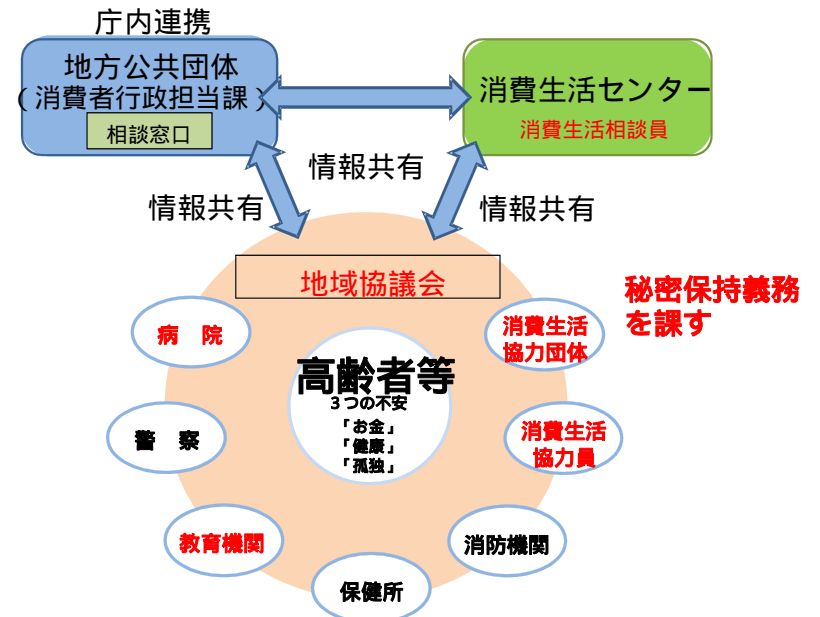 庁内連携
地方公共団体
(消費者行政担当課)
相談窓口
消費生活センター
消費生活相談員
情報共有
情報共有
情報共有
地域協議会
秘密保持義務
を課す
病　院
消費生活
協力団体
高齢者等
３つの不安
「お金」
「健康」
「孤独」
警　察
消費生活
協力員
教育機関
消防機関
保健所